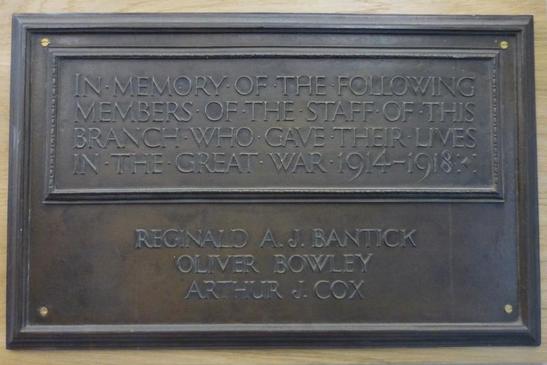 IN·MEMORY·OF·THE·FOLLOWING
MEMBERS·OF·THE·STAFF·OF·THIS
BRANCH·WHO·GAVE·THEIR·LIVES
IN·THE·GREAT·WAR·1914-1918·:·
REGINALD A.J. BANTICK
OLIVER BOWLEY
ARTHUR J. COX